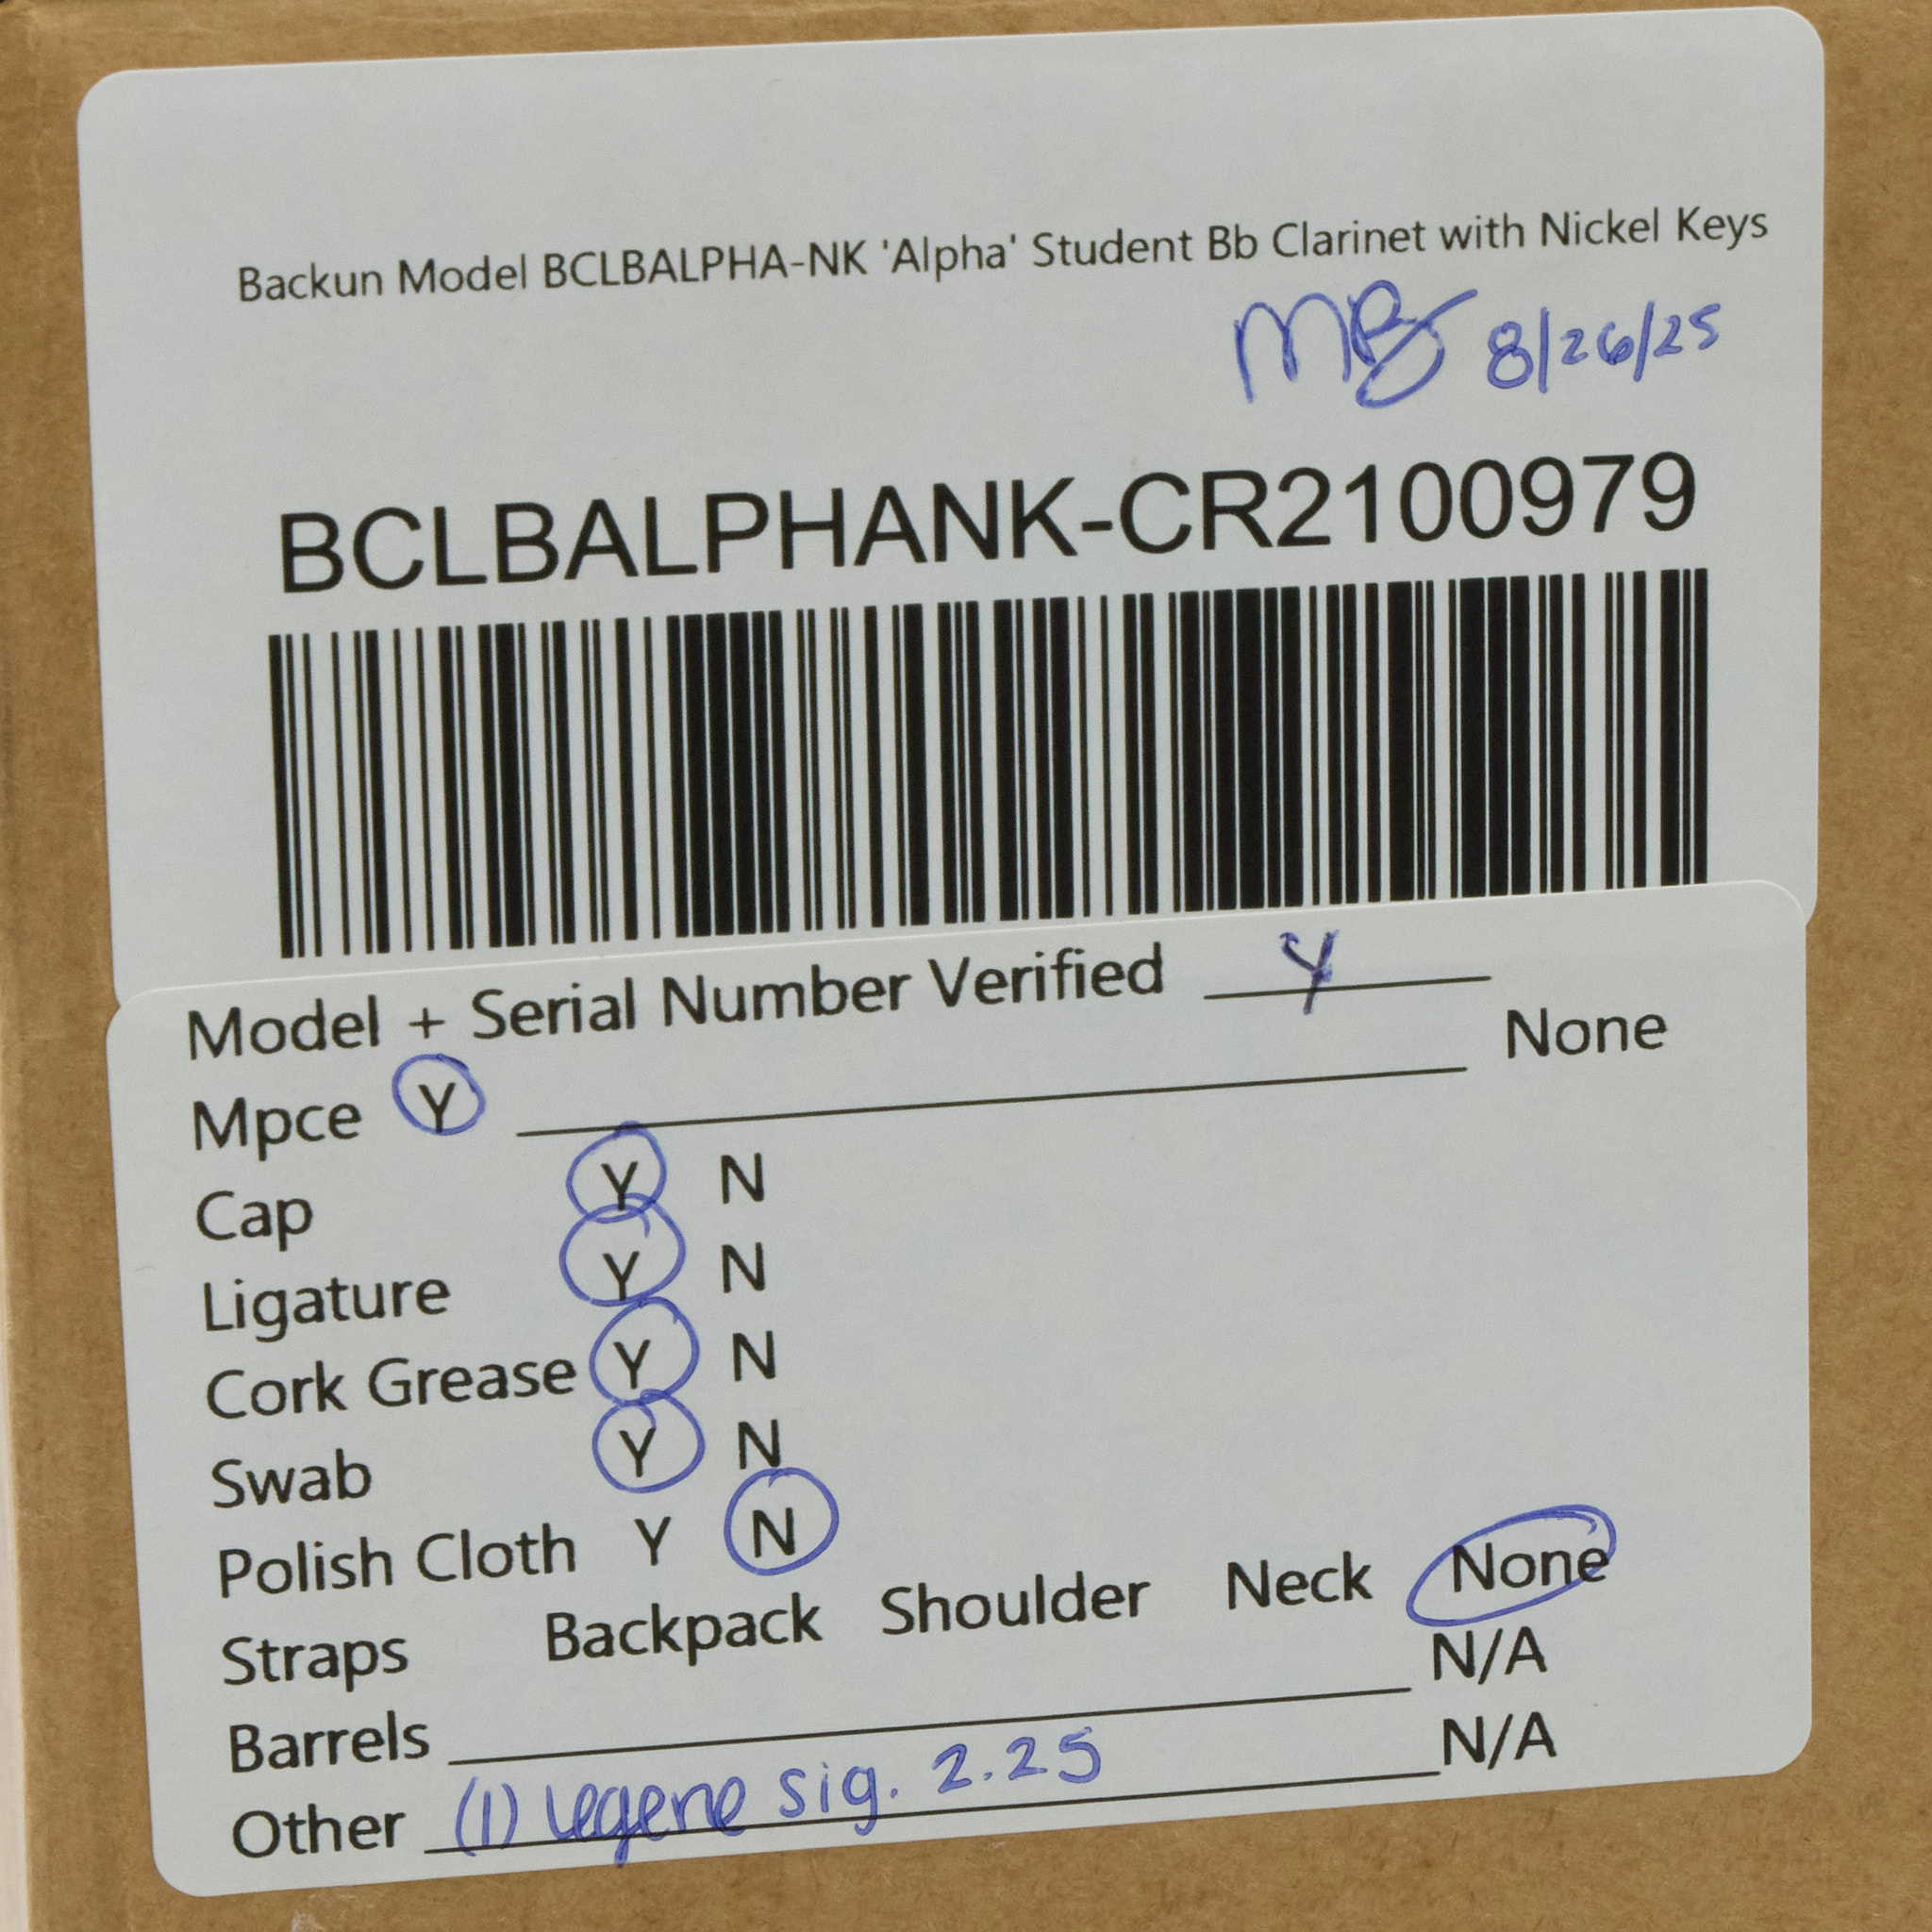 Backun Model BCLBALPHA-NK 'Alpha' Student Bb Clarinet with Nickel Keys
MB 8/26/25
BCLBALPHANK-CR2100979
Model + Serial Number Verified Y
Mpce Y None
Cap Y N
Ligature Y N
Cork Grease Y N
Swab Y N
Polish Cloth Y N
Straps Backpack Shoulder Neck None
Barrels N/A
Other (1) legene sig. 2.25 N/A